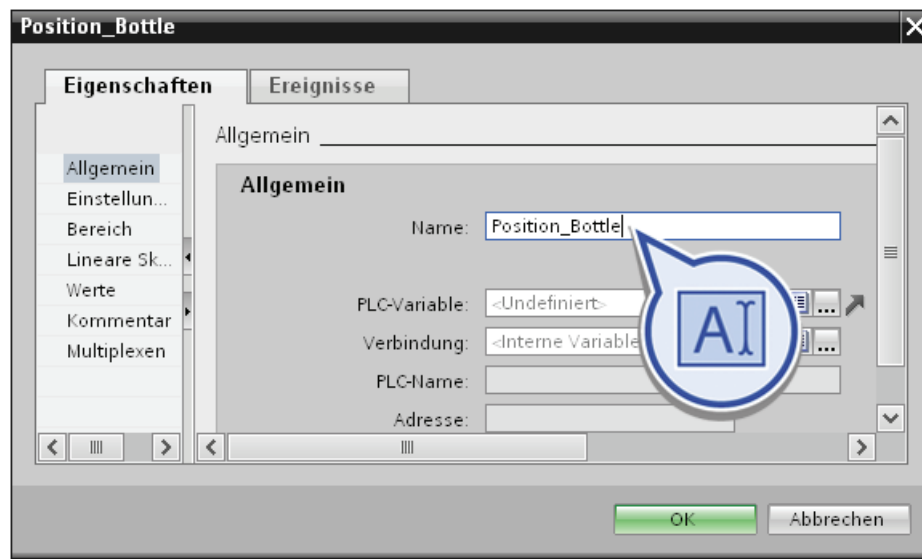 Position_Bottle
Eigenschaften
Ereignisse
Allgemein
Einstellun...
Bereich
Lineare Sk...
Werte
Kommentar
Multiplexen
Allgemein
Allgemein
Name: Position_Bottle
PLC-Variable: <Undefiniert>
Verbindung: <Interne Variable
PLC-Name:
Adresse:
A
OK
Abbrechen